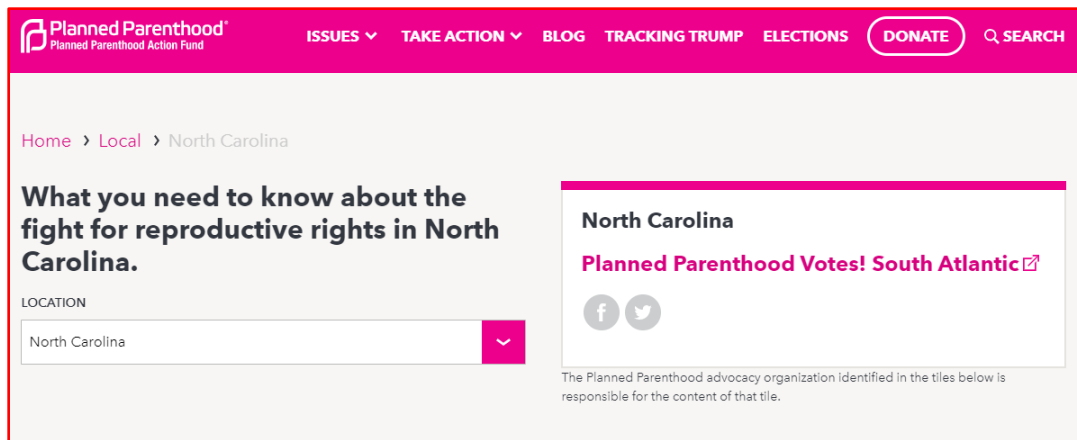 Planned Parenthood®
Planned Parenthood Action Fund
ISSUES TAKE ACTION BLOG TRACKING TRUMP ELECTIONS DONATE SEARCH
Home › Local › North Carolina
What you need to know about the
fight for reproductive rights in North
Carolina.
LOCATION
North Carolina
North Carolina
Planned Parenthood Votes! South Atlantic
The Planned Parenthood advocacy organization identified in the tiles below is
responsible for the content of that tile.